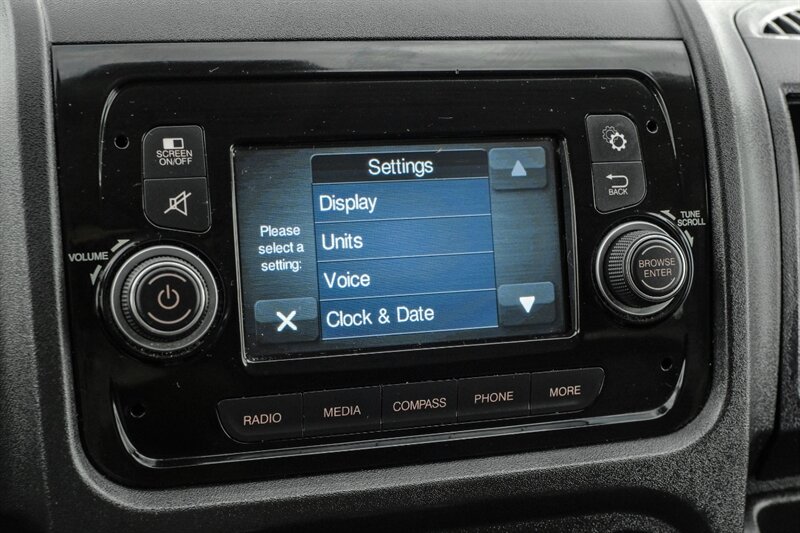 SCREEN
ON/OFF
VOLUME
Settings
Please
select a
setting:
Display
Units
Voice
Clock & Date
BACK
TUNE
SCROLL
BROWSE
ENTER
RADIO
MEDIA
COMPASS
PHONE
MORE